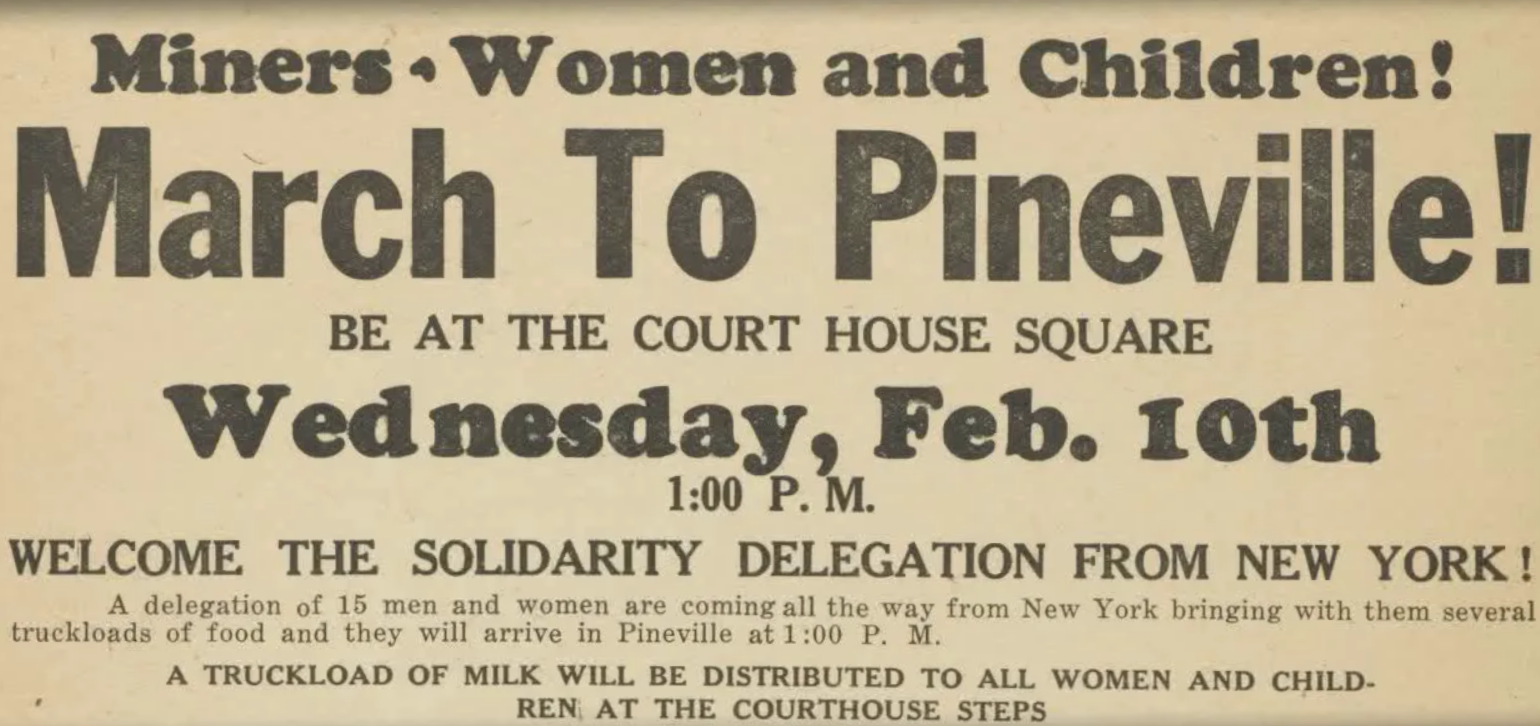 Miners - Women and Children!
March To Pineville!
BE AT THE COURT HOUSE SQUARE
Wednesday, Feb. 10th
1:00 P. M.
WELCOME THE SOLIDARITY DELEGATION FROM NEW YORK!
A delegation of 15 men and women are coming all the way from New York bringing with them several
truckloads of food and they will arrive in Pineville at 1:00 P. M.
A TRUCKLOAD OF MILK WILL BE DISTRIBUTED TO ALL WOMEN AND CHILD-
REN AT THE COURTHOUSE STEPS